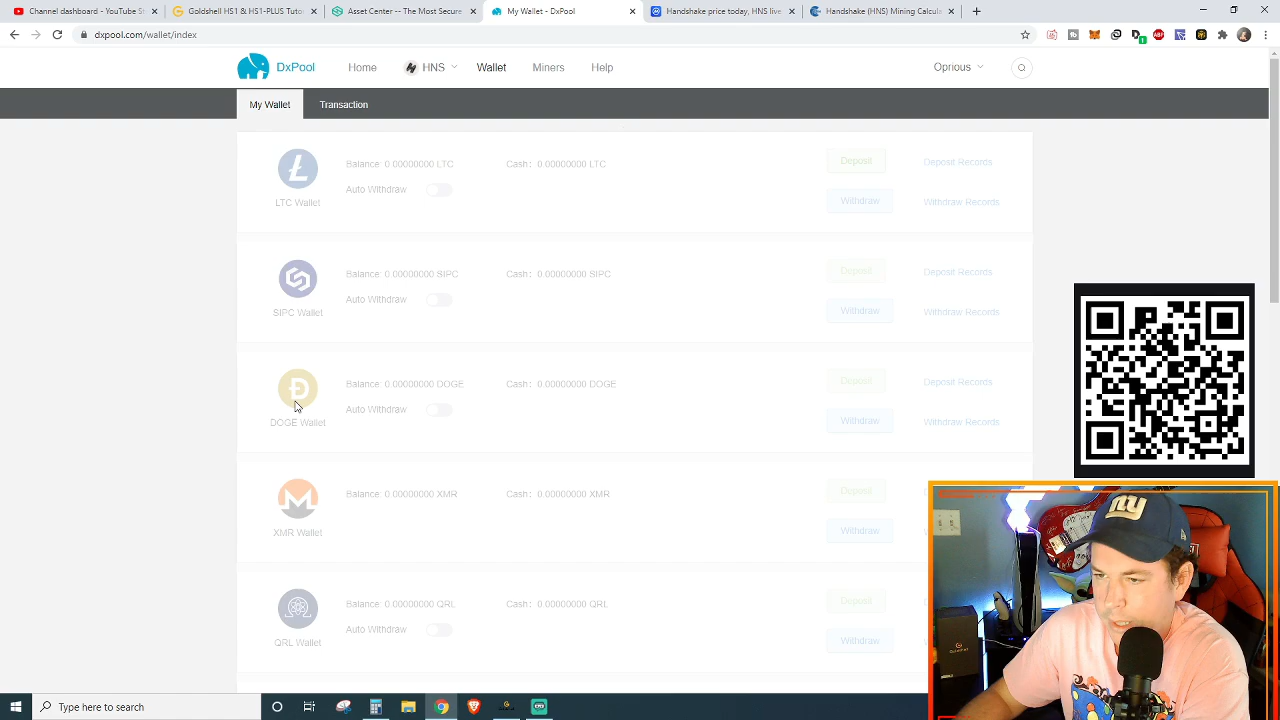 Channel dashboard - YouTube St
Goldshell HS1 & HS1-PLUS Tutor
Asset Center -- The Most Secure
My Wallet - DxPool
Handshake price today, HNS live
Handshake (HNS) Mining Calcula
dxpool.com/wallet/index
DxPool
Home
HNS
Wallet
Miners
Help
Oprious
My Wallet
Transaction
Balance: 0.00000000 LTC
Cash: 0.00000000 LTC
Deposit
Deposit Records
Auto Withdraw
Withdraw
Withdraw Records
LTC Wallet
Balance: 0.00000000 SIPC
Cash: 0.00000000 SIPC
Deposit
Deposit Records
Auto Withdraw
Withdraw
Withdraw Records
SIPC Wallet
Balance: 0.00000000 DOGE
Cash: 0.00000000 DOGE
Deposit
Deposit Records
Auto Withdraw
Withdraw
Withdraw Records
DOGE Wallet
Balance: 0.00000000 XMR
Cash: 0.00000000 XMR
Deposit
Withdraw
XMR Wallet
Balance: 0.00000000 QRL
Cash: 0.00000000 QRL
Deposit
Auto Withdraw
Withdraw
QRL Wallet
ny
Type here to search